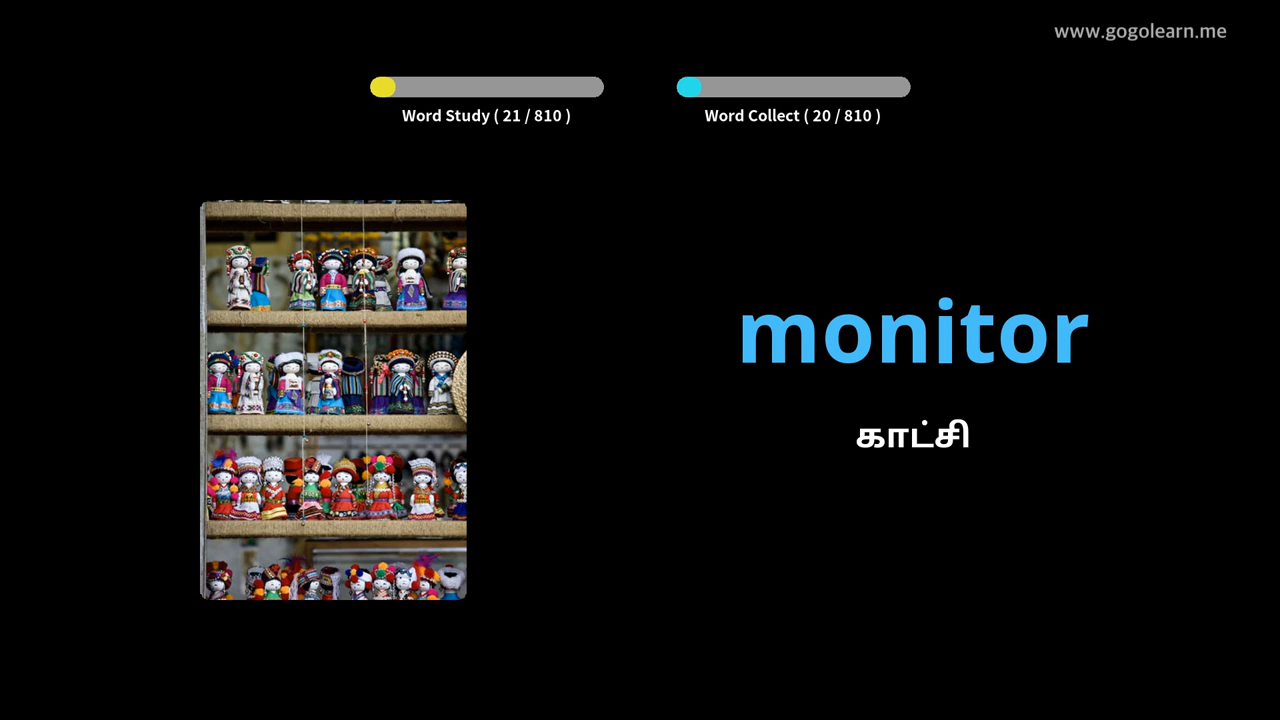 www.gogolearn.me
Word Study ( 21 / 810 )
Word Collect ( 20 / 810 )
monitor
காட்சி